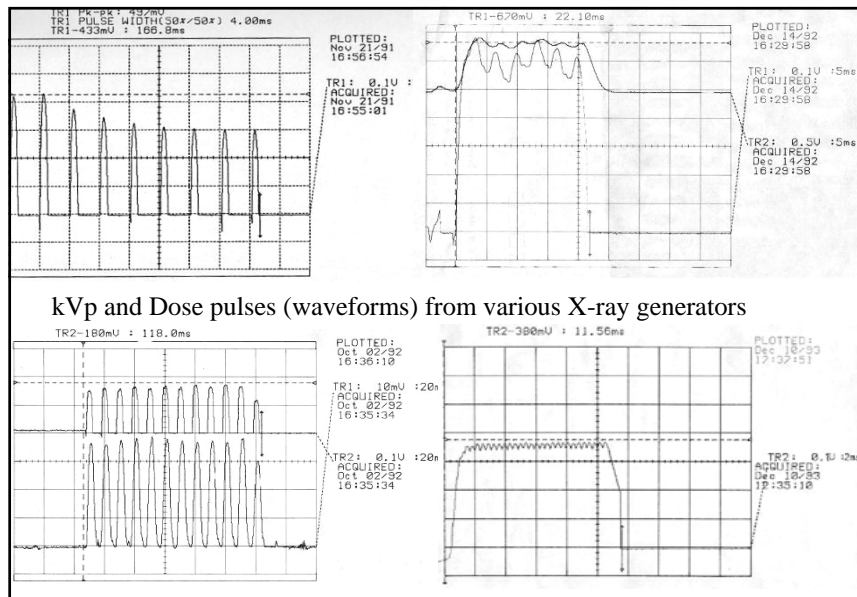 TR1 Pk-pk: 497mV
TR1 PULSE WIDTH(50%/50%) 4.00ms
TR1-433mV : 166.8ms
PLOTTED:
Nov 21/91
16:56:54
TR1: 0.1V :
ACQUIRED:
Nov 21/91
16:55:01
TR1-670mV : 22.10ms
PLOTTED:
Dec 14/92
16:29:58
TR1: 0.1V :5ms
ACQUIRED:
Dec 14/92
16:29:58
TR2: 0.5V :5ms
ACQUIRED:
Dec 14/92
16:29:58
kVp and Dose pulses (waveforms) from various X-ray generators
TR2-180mV : 118.0ms
PLOTTED:
Oct 02/92
16:36:10
TR1: 10mV :20m
ACQUIRED:
Oct 02/92
16:35:34
TR2: 0.1V :20m
ACQUIRED:
Oct 02/92
16:35:34
TR2-380mV : 11.56ms
PLOTTED:
Dec 10/93
TR2: 0.1V :2ms
ACQUIRED:
Dec 10/93